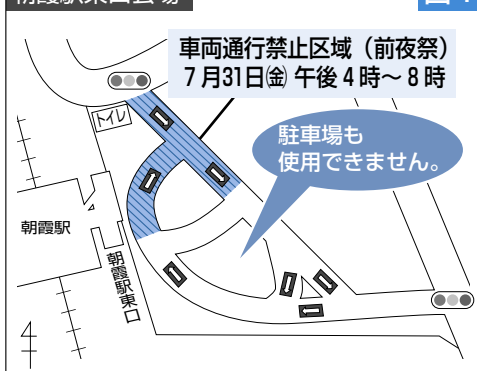 車両通行禁止区域（前夜祭）
7月31日㈮ 午後4時～8時
トイレ
駐車場も
使用できません。
朝霞駅
朝霞駅東口